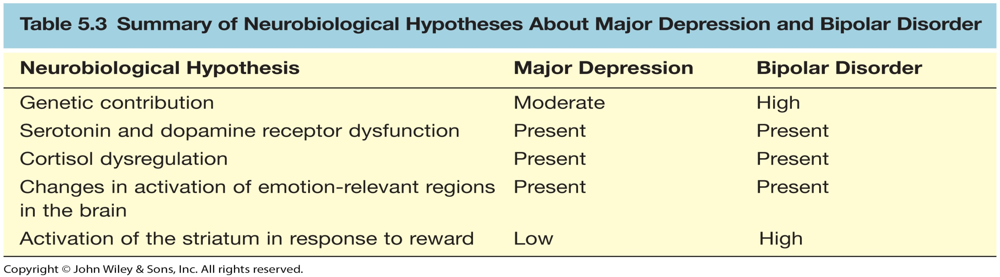 Table 5.3 Summary of Neurobiological Hypotheses About Major Depression and Bipolar Disorder
Neurobiological Hypothesis Major Depression Bipolar Disorder
Genetic contribution Moderate High
Serotonin and dopamine receptor dysfunction Present Present
Cortisol dysregulation Present Present
Changes in activation of emotion-relevant regions Present Present
in the brain
Activation of the striatum in response to reward Low High
Copyright © John Wiley & Sons, Inc. All rights reserved.